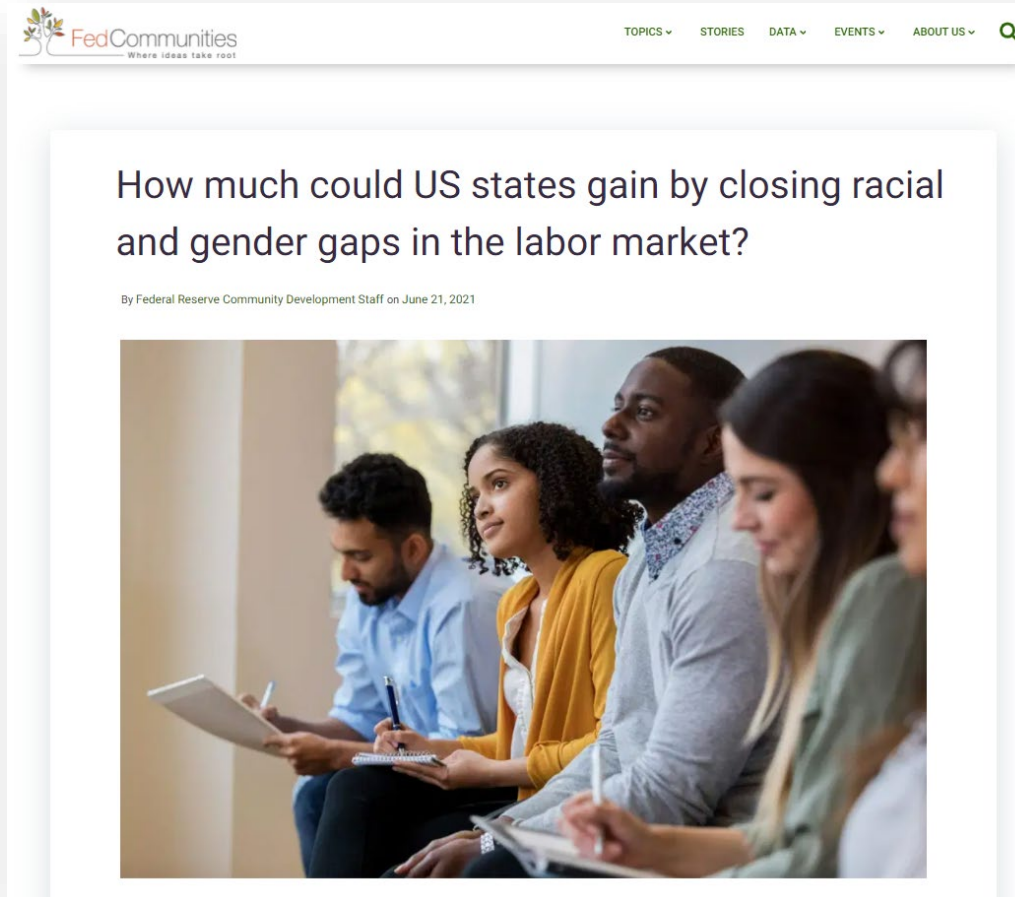 FedCommunities
Where ideas take root
TOPICS
STORIES
DATA
EVENTS
ABOUT US
How much could US states gain by closing racial
and gender gaps in the labor market?
By Federal Reserve Community Development Staff on June 21, 2021